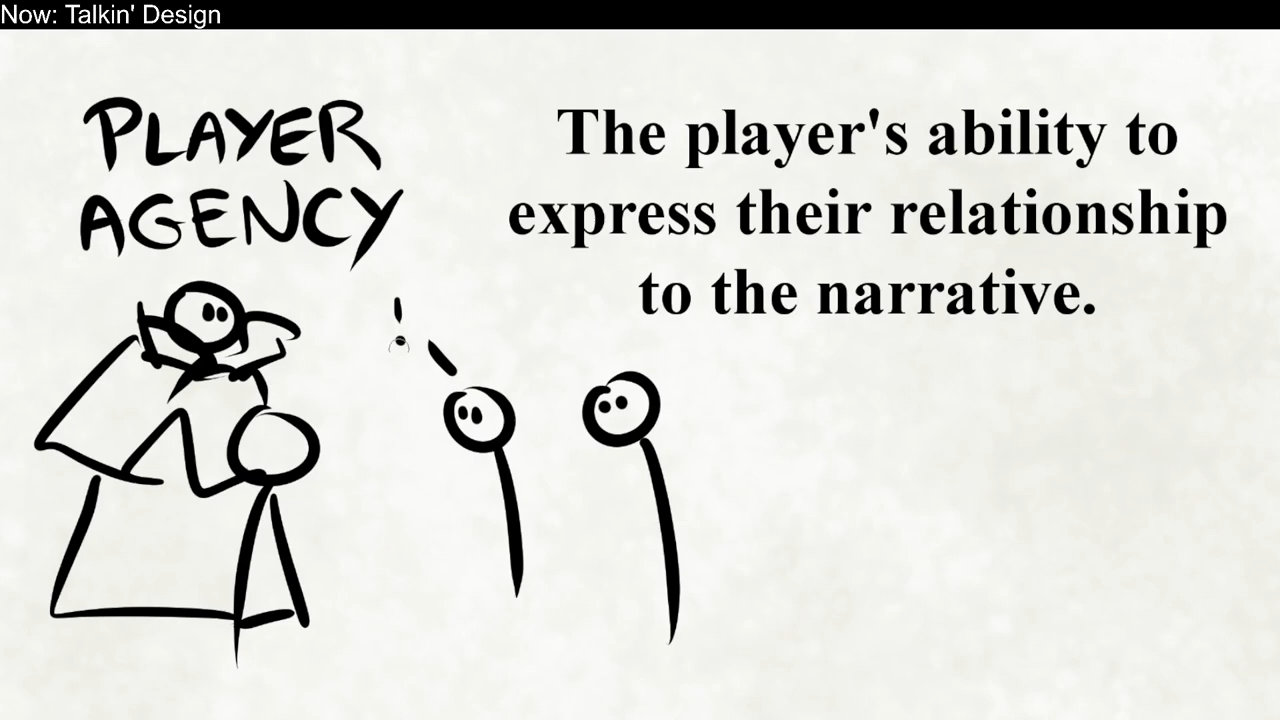 Now: Talkin' Design
PLAYER
AGENCY
The player's ability to
express their relationship
to the narrative.